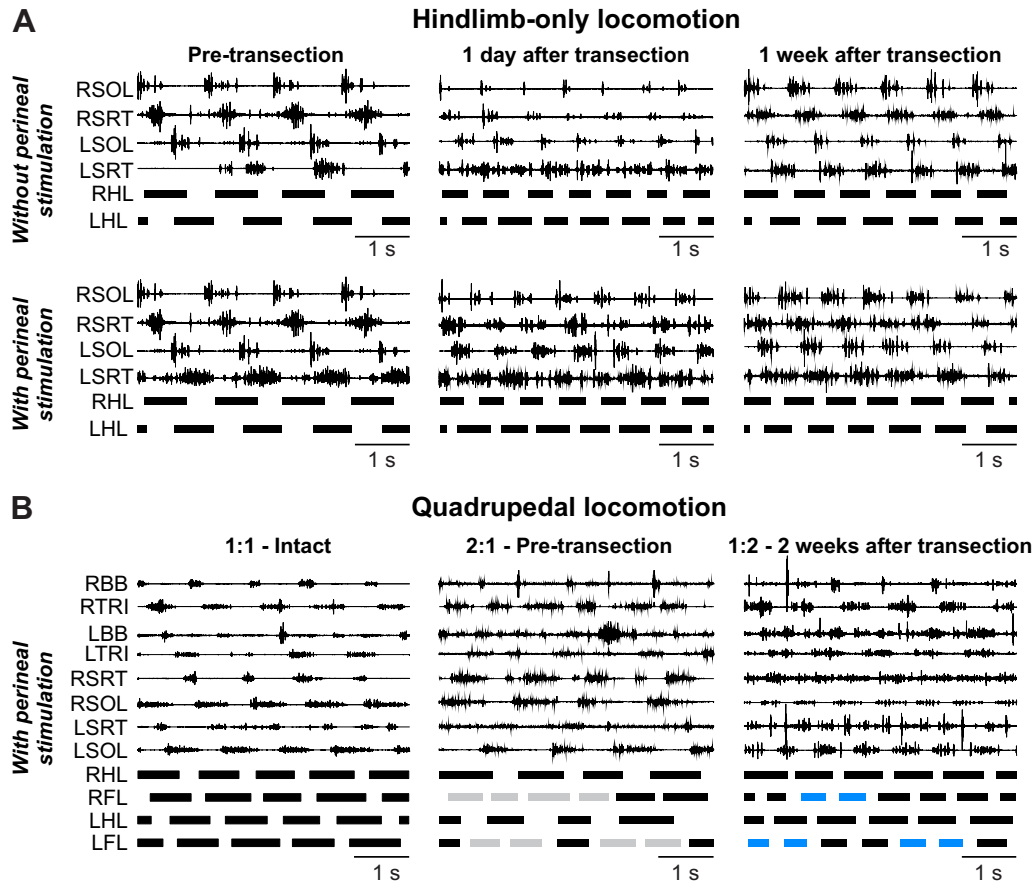 A
Hindlimb-only locomotion
Pre-transection
1 day after transection
1 week after transection
Without perineal
stimulation
RSOL
RSRT
LSOL
LSRT
RHL
LHL
1 s
1 s
1 s
With perineal
stimulation
RSOL
RSRT
LSOL
LSRT
RHL
LHL
1 s
1 s
1 s
B
Quadrupedal locomotion
1:1 - Intact
2:1 - Pre-transection
1:2 - 2 weeks after transection
With perineal
stimulation
RBB
RTRI
LBB
LTRI
RSRT
RSOL
LSRT
LSOL
RHL
RFL
LHL
LFL
1 s
1 s
1 s